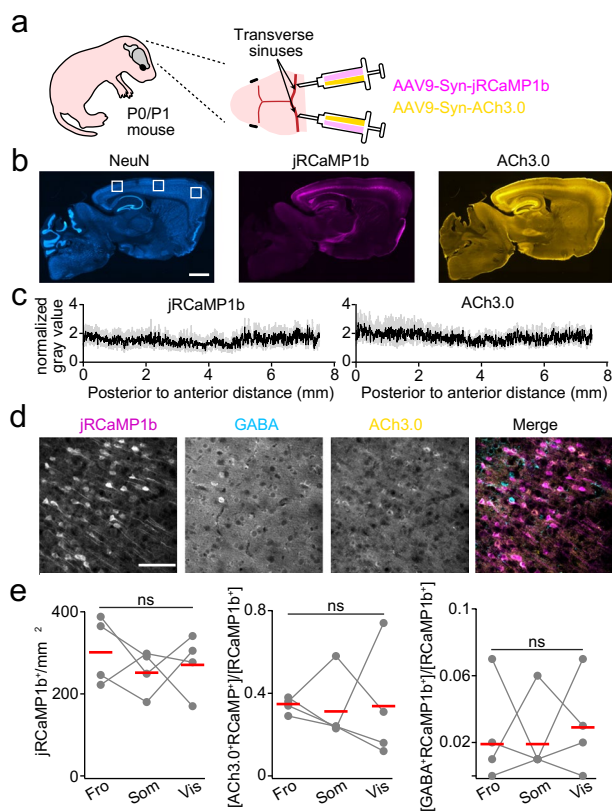 a
Transverse
sinuses
P0/P1
mouse
AAV9-Syn-jRCaMP1b
AAV9-Syn-ACh3.0
b
NeuN jRCaMP1b ACh3.0
c
jRCaMP1b ACh3.0
normalized
gray value
4
2
0
0 2 4 6 8
Posterior to anterior distance (mm)
4
2
0
0 2 4 6 8
Posterior to anterior distance (mm)
d
jRCaMP1b GABA ACh3.0 Merge
e
jRCaMP1b⁺/mm²
400
200
0
ns
Fro Som Vis
[ACh3.0⁺RCaMP⁺]/[RCaMP1b⁺]
0.8
0.4
0
ns
Fro Som Vis
[GABA⁺RCaMP1b⁺]/[RCaMP1b⁺]
0.1
0.06
0.02
ns
Fro Som Vis